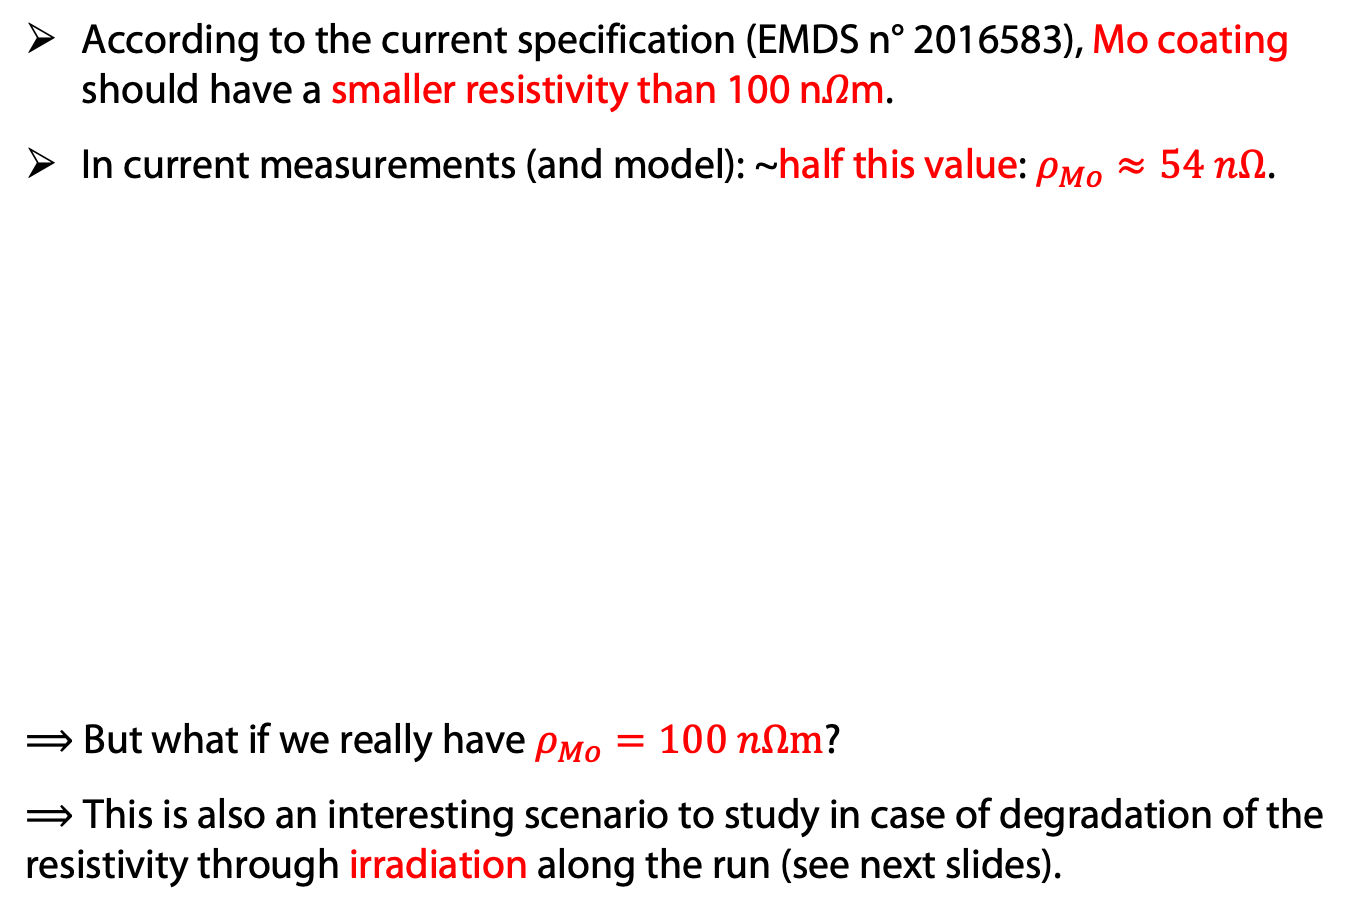 ➢ According to the current specification (EMDS n° 2016583), Mo coating
should have a smaller resistivity than 100 nΩm.
➢ In current measurements (and model): ~half this value: ρ_Mo ≈ 54 nΩ.
⟹ But what if we really have ρ_Mo = 100 nΩm?
⟹ This is also an interesting scenario to study in case of degradation of the
resistivity through irradiation along the run (see next slides).